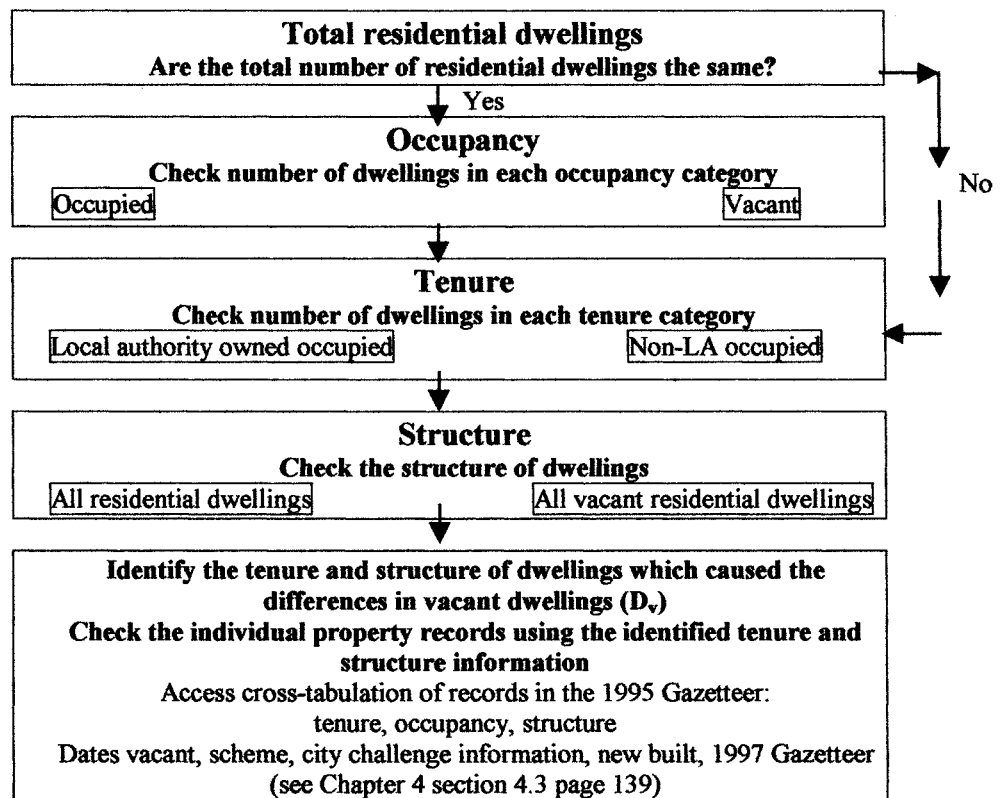 Total residential dwellings
Are the total number of residential dwellings the same?
Yes
No
Occupancy
Check number of dwellings in each occupancy category
Occupied Vacant
Tenure
Check number of dwellings in each tenure category
Local authority owned occupied Non-LA occupied
Structure
Check the structure of dwellings
All residential dwellings All vacant residential dwellings
Identify the tenure and structure of dwellings which caused the
differences in vacant dwellings (Dv)
Check the individual property records using the identified tenure and
structure information
Access cross-tabulation of records in the 1995 Gazetteer:
tenure, occupancy, structure
Dates vacant, scheme, city challenge information, new built, 1997 Gazetteer
(see Chapter 4 section 4.3 page 139)